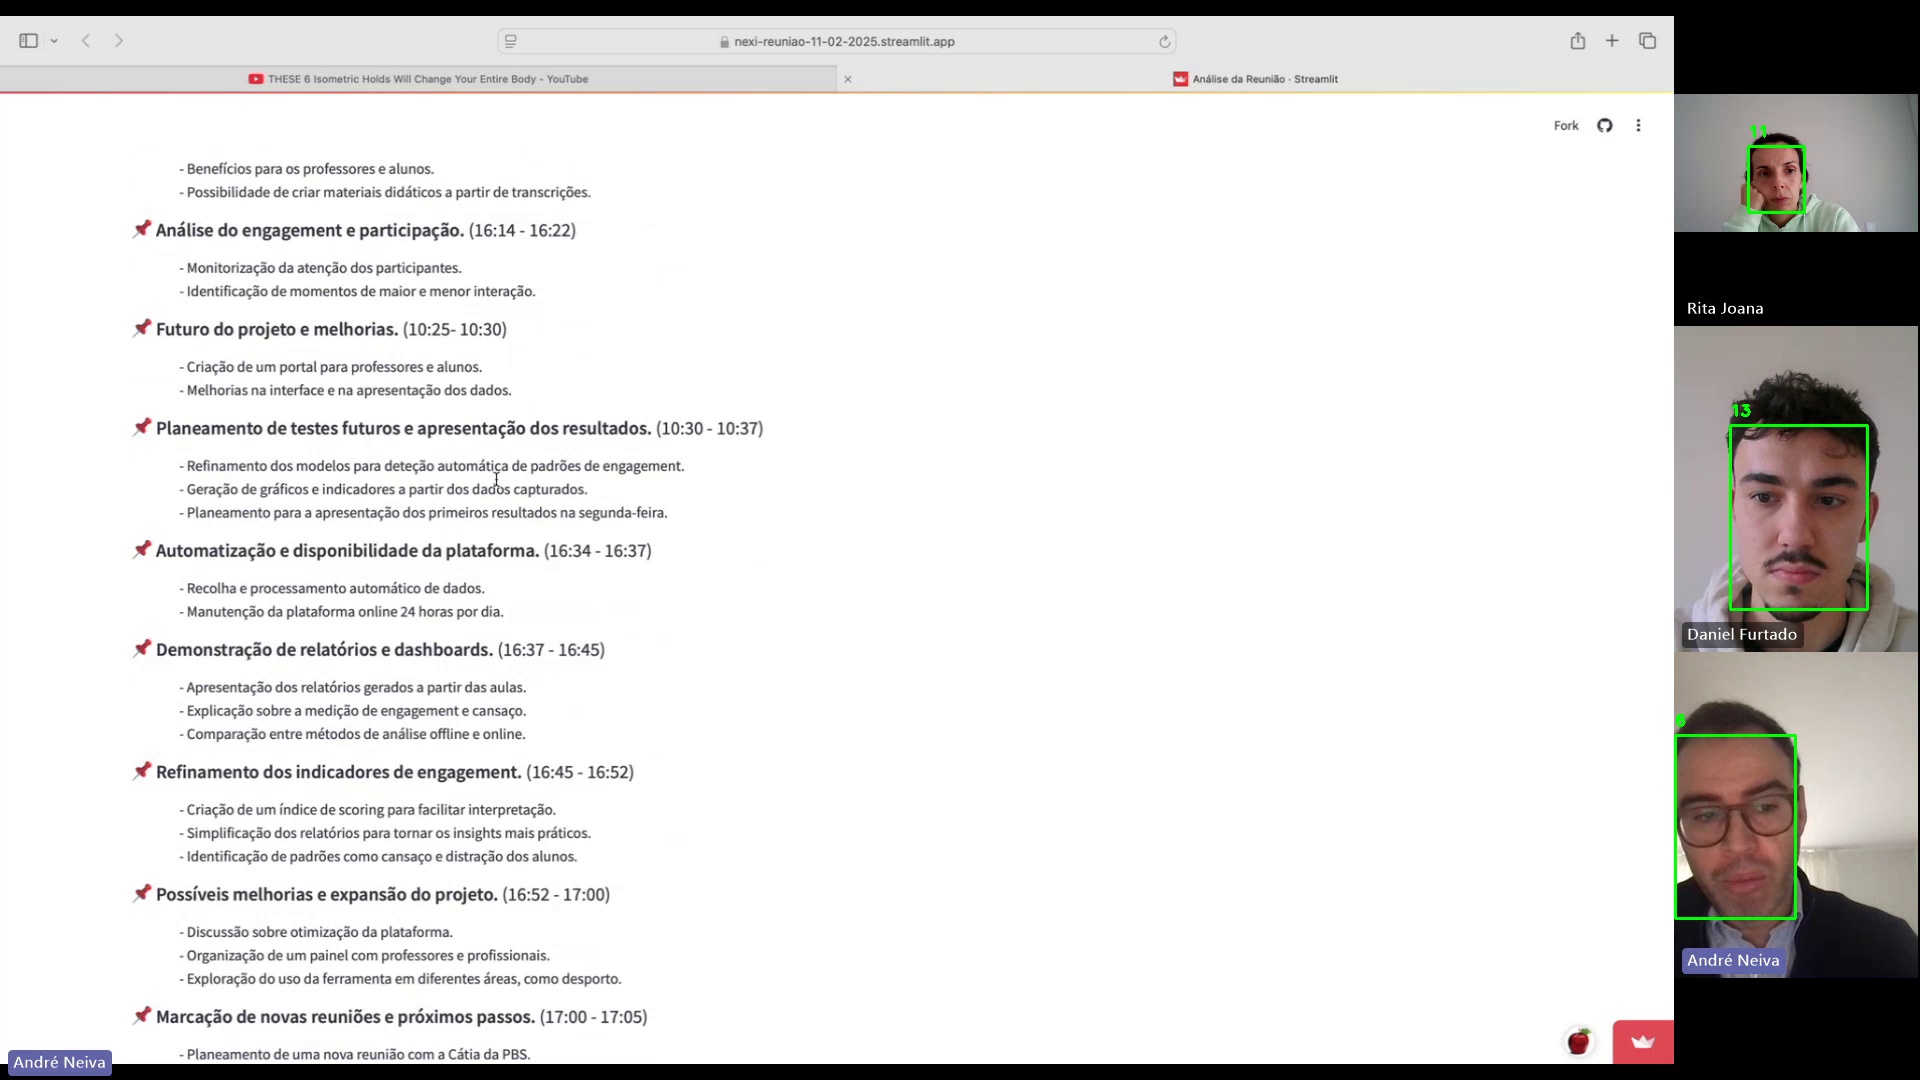 nexi-reuniao-11-02-2025.streamlit.app
THESE 6 Isometric Holds Will Change Your Entire Body - YouTube
Análise da Reunião · Streamlit
Fork
- Benefícios para os professores e alunos.
- Possibilidade de criar materiais didáticos a partir de transcrições.
Análise do engagement e participação. (16:14 - 16:22)
- Monitorização da atenção dos participantes.
- Identificação de momentos de maior e menor interação.
Futuro do projeto e melhorias. (10:25- 10:30)
- Criação de um portal para professores e alunos.
- Melhorias na interface e na apresentação dos dados.
Planeamento de testes futuros e apresentação dos resultados. (10:30 - 10:37)
- Refinamento dos modelos para deteção automática de padrões de engagement.
- Geração de gráficos e indicadores a partir dos dados capturados.
- Planeamento para a apresentação dos primeiros resultados na segunda-feira.
Automatização e disponibilidade da plataforma. (16:34 - 16:37)
- Recolha e processamento automático de dados.
- Manutenção da plataforma online 24 horas por dia.
Demonstração de relatórios e dashboards. (16:37 - 16:45)
- Apresentação dos relatórios gerados a partir das aulas.
- Explicação sobre a medição de engagement e cansaço.
- Comparação entre métodos de análise offline e online.
Refinamento dos indicadores de engagement. (16:45 - 16:52)
- Criação de um índice de scoring para facilitar interpretação.
- Simplificação dos relatórios para tornar os insights mais práticos.
- Identificação de padrões como cansaço e distração dos alunos.
Possíveis melhorias e expansão do projeto. (16:52 - 17:00)
- Discussão sobre otimização da plataforma.
- Organização de um painel com professores e profissionais.
- Exploração do uso da ferramenta em diferentes áreas, como desporto.
Marcação de novas reuniões e próximos passos. (17:00 - 17:05)
- Planeamento de uma nova reunião com a Cátia da PBS.
André Neiva
11
Rita Joana
13
Daniel Furtado
André Neiva